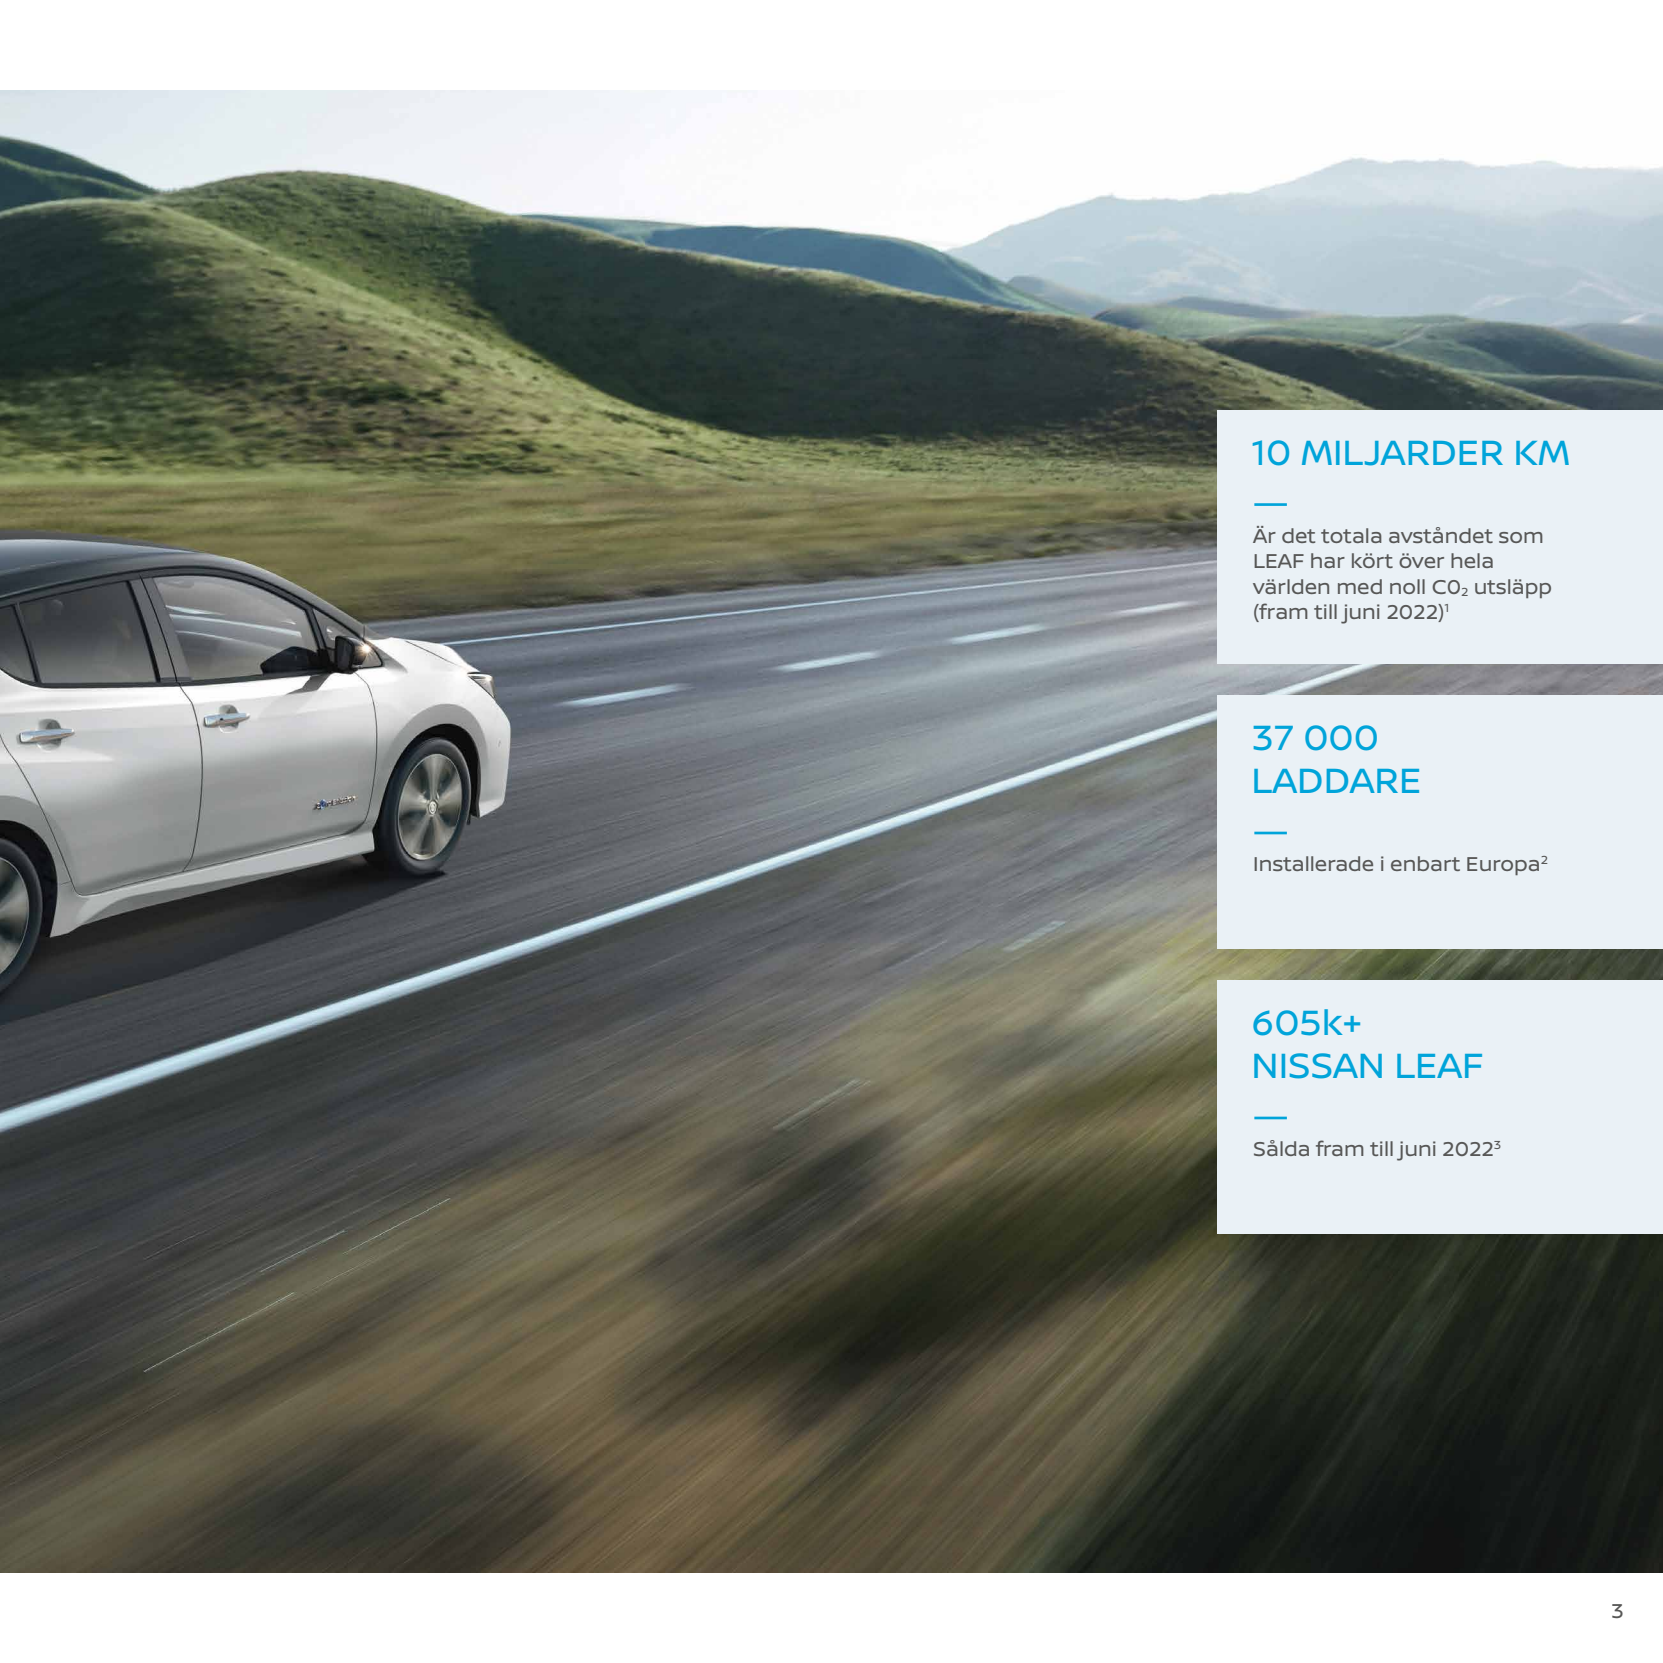 10 MILJARDER KM
Är det totala avståndet som
LEAF har kört över hela
världen med noll C0₂ utsläpp
(fram till juni 2022)¹
37 000
LADDARE
Installerade i enbart Europa²
605k+
NISSAN LEAF
Sålda fram till juni 2022³
3